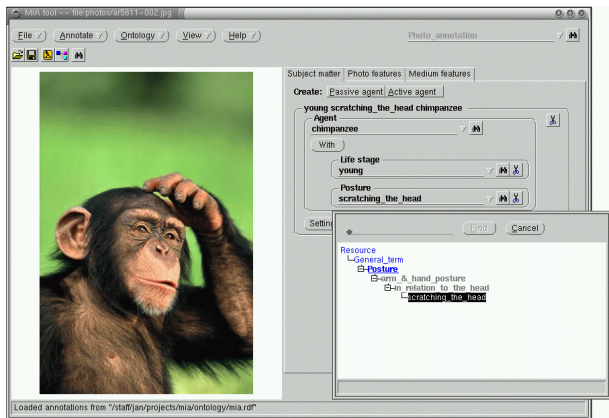 MIA tool -- file:photos/ar5611-002.jpg
File Annotate Ontology View Help Photo_annotation
Subject matter Photo features Medium features
Create: Passive agent Active agent
young scratching_the_head chimpanzee
Agent
chimpanzee
With
Life stage
young
Posture
scratching_the_head
Setting
Find Cancel
Resource
General_term
Posture
arm_&_hand_posture
in_relation_to_the_head
scratching_the_head
Loaded annotations from "/staff/jan/projects/mia/ontology/mia.rdf"